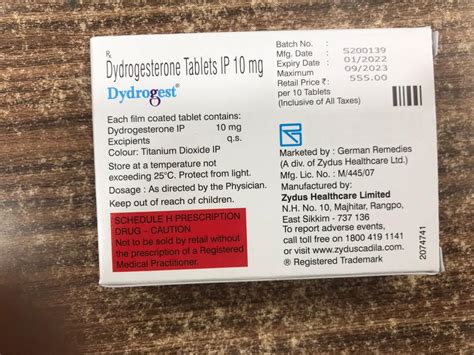 Rx
Dydrogesterone Tablets IP 10 mg
Dydrogest®
Each film coated tablet contains:
Dydrogesterone IP 10 mg
Excipients q.s.
Colour: Titanium Dioxide IP
Store at a temperature not
exceeding 25°C. Protect from light.
Dosage : As directed by the Physician.
Keep out of reach of children.
SCHEDULE H PRESCRIPTION
DRUG – CAUTION
Not to be sold by retail without
the prescription of a Registered
Medical Practitioner.
Batch No. : S200139
Mfg. Date : 01/2022
Expiry Date : 09/2023
Maximum
Retail Price ₹: 555.00
per 10 Tablets
(Inclusive of All Taxes)
Marketed by : German Remedies
(A div. of Zydus Healthcare Ltd.)
Mfg. Lic. No. : M/445/07
Manufactured by:
Zydus Healthcare Limited
N.H. No. 10, Majhitar, Rangpo,
East Sikkim - 737 136
To report adverse events,
call toll free on 1800 419 1141
or visit www.zyduscadila.com.
® Registered Trademark
2074741